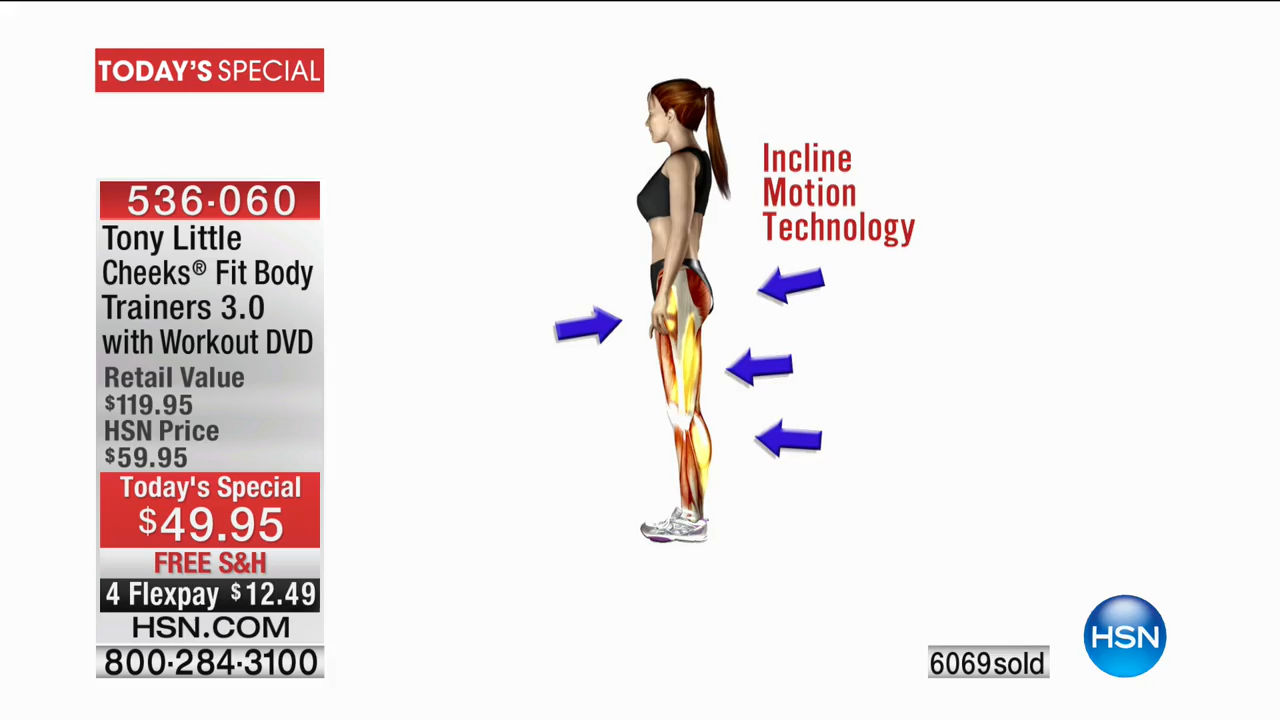 TODAY'S SPECIAL
536·060
Tony Little
Cheeks® Fit Body
Trainers 3.0
with Workout DVD
Retail Value
$119.95
HSN Price
$59.95
Today's Special
$49.95
FREE S&H
4 Flexpay $12.49
HSN.COM
800·284·3100
Incline
Motion
Technology
6069 sold
HSN